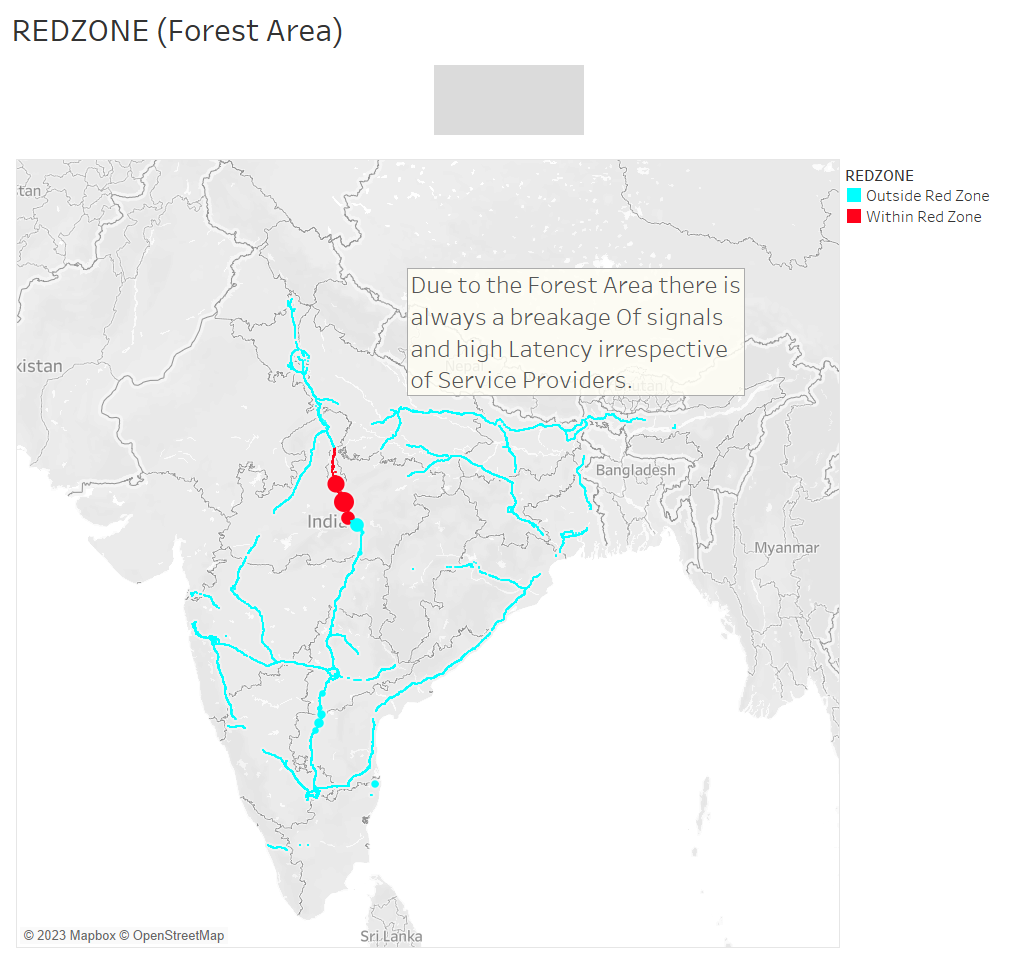 REDZONE (Forest Area)
REDZONE
Outside Red Zone
Within Red Zone
tan
Due to the Forest Area there is
always a breakage Of signals
and high Latency irrespective
of Service Providers.
Nepal
utan
kistan
Bangladesh
India
Myanmar
Sri Lanka
© 2023 Mapbox © OpenStreetMap